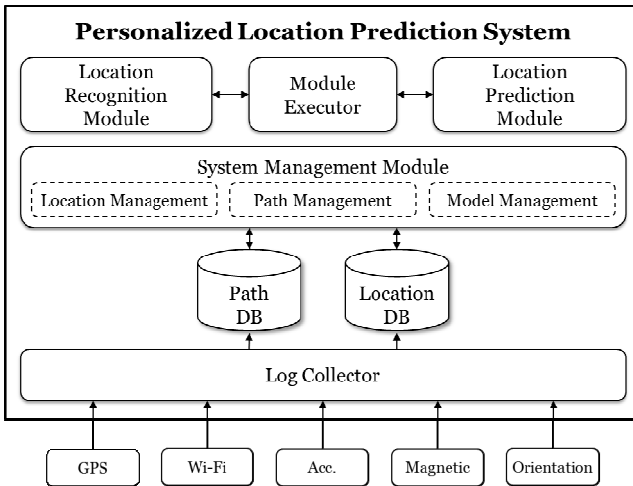 Personalized Location Prediction System
Location
Recognition
Module
Module
Executor
Location
Prediction
Module
System Management Module
Location Management
Path Management
Model Management
Path
DB
Location
DB
Log Collector
GPS
Wi-Fi
Acc.
Magnetic
Orientation